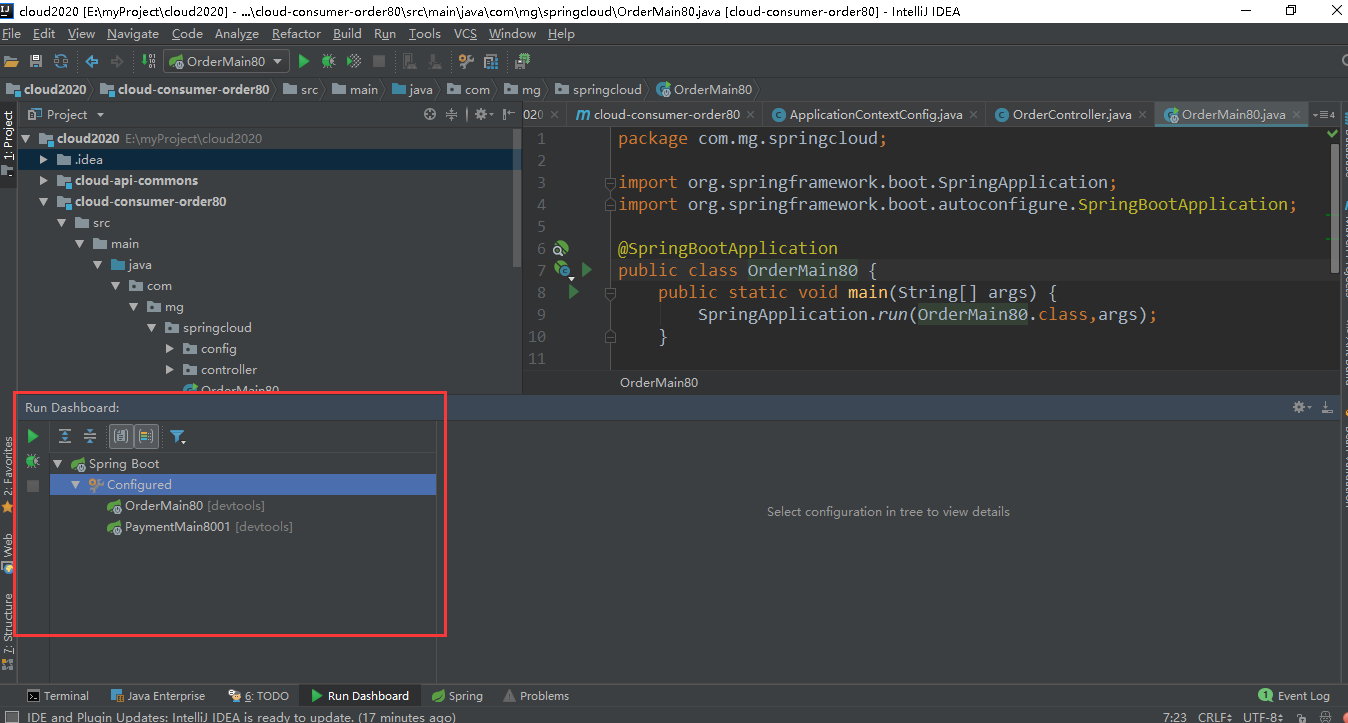 cloud2020 [E:\myProject\cloud2020] - ...\cloud-consumer-order80\src\main\java\com\mg\springcloud\OrderMain80.java [cloud-consumer-order80] - IntelliJ IDEA
File Edit View Navigate Code Analyze Refactor Build Run Tools VCS Window Help
OrderMain80
cloud2020 cloud-consumer-order80 src main java com mg springcloud OrderMain80
1: Project
Project
020 cloud-consumer-order80 ApplicationContextConfig.java OrderController.java OrderMain80.java
cloud2020 E:\myProject\cloud2020
.idea
cloud-api-commons
cloud-consumer-order80
src
main
java
com
mg
springcloud
config
controller
OrderMain80
1 package com.mg.springcloud;
2
3 import org.springframework.boot.SpringApplication;
4 import org.springframework.boot.autoconfigure.SpringBootApplication;
5
6 @SpringBootApplication
7 public class OrderMain80 {
8 public static void main(String[] args) {
9 SpringApplication.run(OrderMain80.class,args);
10 }
11
OrderMain80
Run Dashboard:
Spring Boot
Configured
OrderMain80 [devtools]
PaymentMain8001 [devtools]
Select configuration in tree to view details
2: Favorites
Web
7: Structure
Terminal Java Enterprise 6: TODO Run Dashboard Spring Problems 1 Event Log
IDE and Plugin Updates: IntelliJ IDEA is ready to update. (17 minutes ago) 7:23 CRLF UTF-8